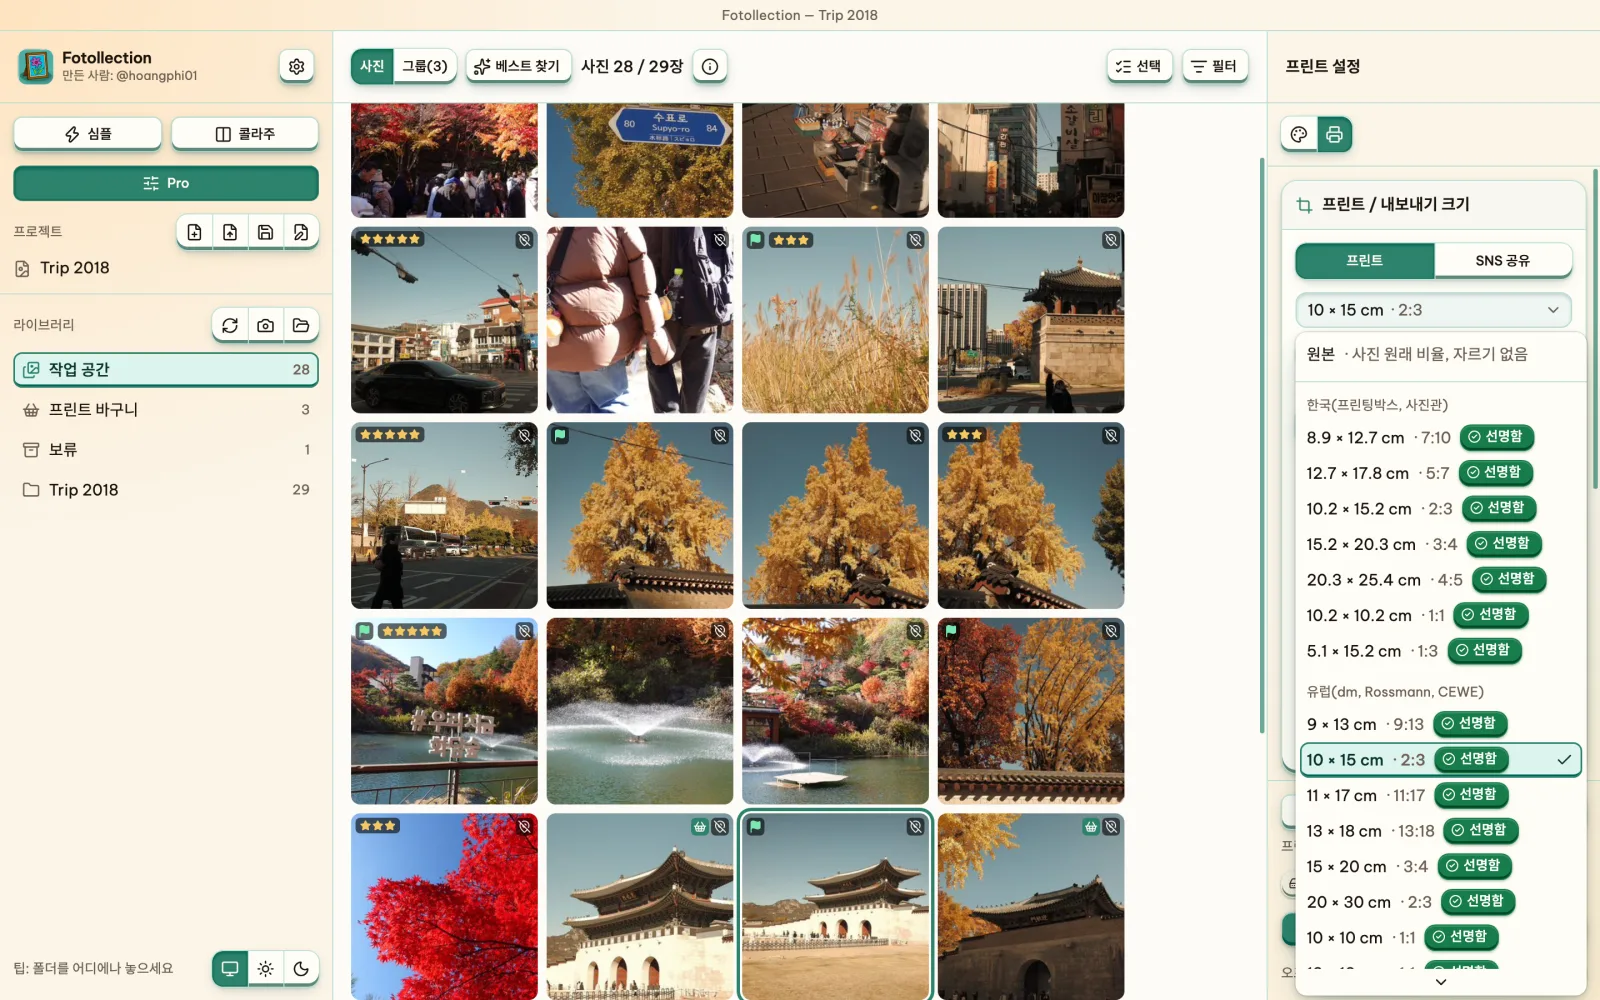 Fotollection — Trip 2018
Fotollection
만든 사람: @hoangphi01
심플
콜라주
Pro
프로젝트
Trip 2018
라이브러리
작업 공간 28
프린트 바구니 3
보류 1
Trip 2018 29
팁: 폴더를 어디에나 놓으세요
사진
그룹(3)
베스트 찾기
사진 28 / 29장
선택
필터
수표로
80 Supyo-ro 84
프린트 설정
프린트 / 내보내기 크기
프린트
SNS 공유
10 × 15 cm · 2:3
원본 · 사진 원래 비율, 자르기 없음
한국(프린팅박스, 사진관)
8.9 × 12.7 cm · 7:10 선명함
12.7 × 17.8 cm · 5:7 선명함
10.2 × 15.2 cm · 2:3 선명함
15.2 × 20.3 cm · 3:4 선명함
20.3 × 25.4 cm · 4:5 선명함
10.2 × 10.2 cm · 1:1 선명함
5.1 × 15.2 cm · 1:3 선명함
유럽(dm, Rossmann, CEWE)
9 × 13 cm · 9:13 선명함
10 × 15 cm · 2:3 선명함
11 × 17 cm · 11:17 선명함
13 × 18 cm · 13:18 선명함
15 × 20 cm · 3:4 선명함
20 × 30 cm · 2:3 선명함
10 × 10 cm · 1:1 선명함